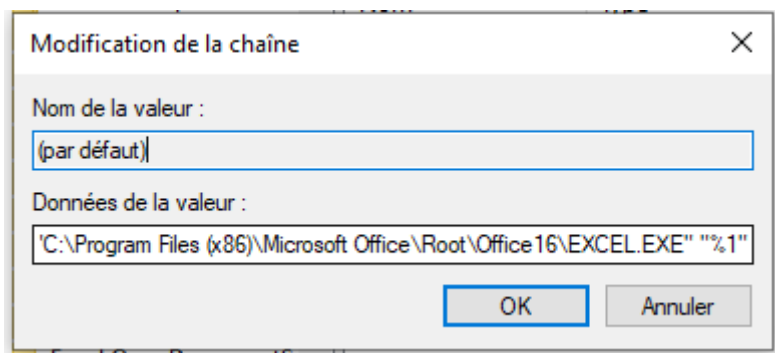 Modification de la chaîne
Nom de la valeur :
(par défaut)
Données de la valeur :
"C:\Program Files (x86)\Microsoft Office\Root\Office16\EXCEL.EXE" "%1"
OK Annuler